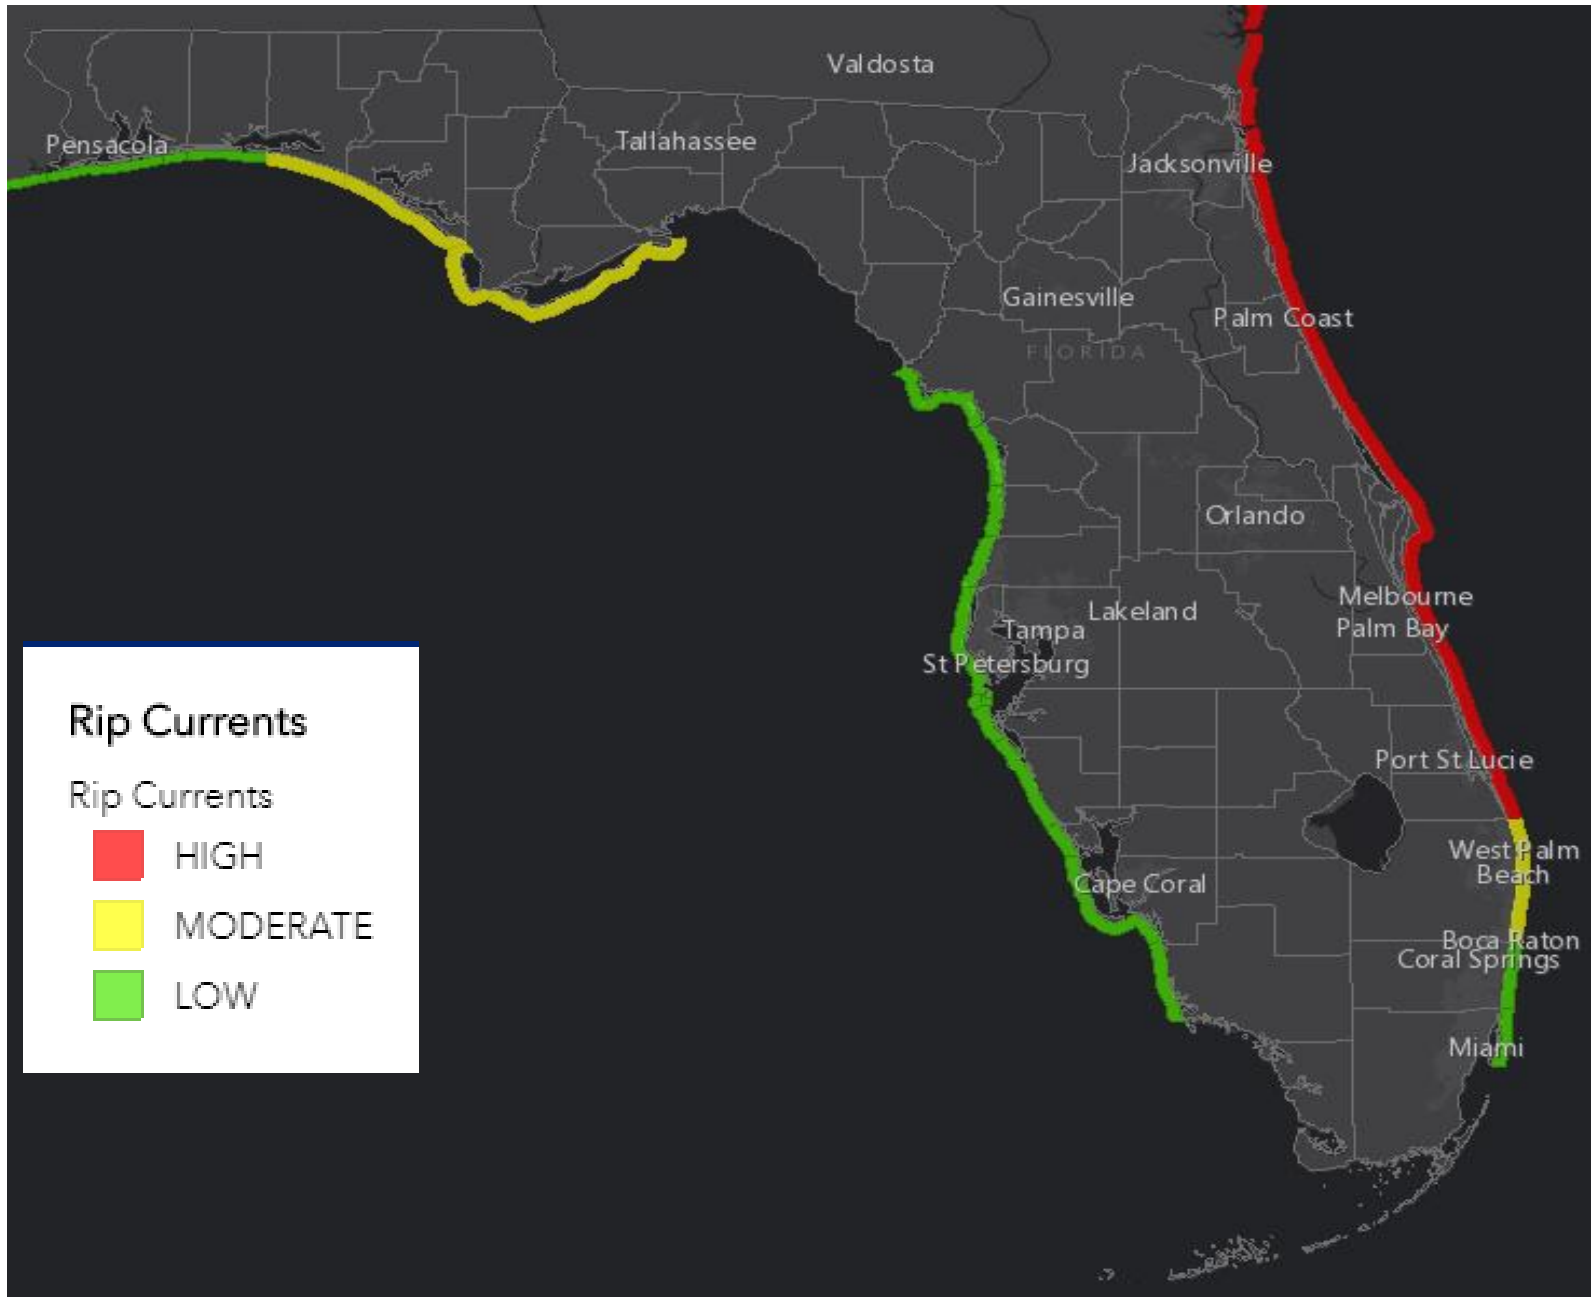 Valdosta
Pensacola
Tallahassee
Jacksonville
Gainesville
Palm Coast
FLORIDA
Orlando
Melbourne
Lakeland
Palm Bay
Tampa
St Petersburg
Rip Currents
Port St Lucie
Rip Currents
HIGH
West Palm
Beach
Cape Coral
MODERATE
Boca Raton
Coral Springs
LOW
Miami